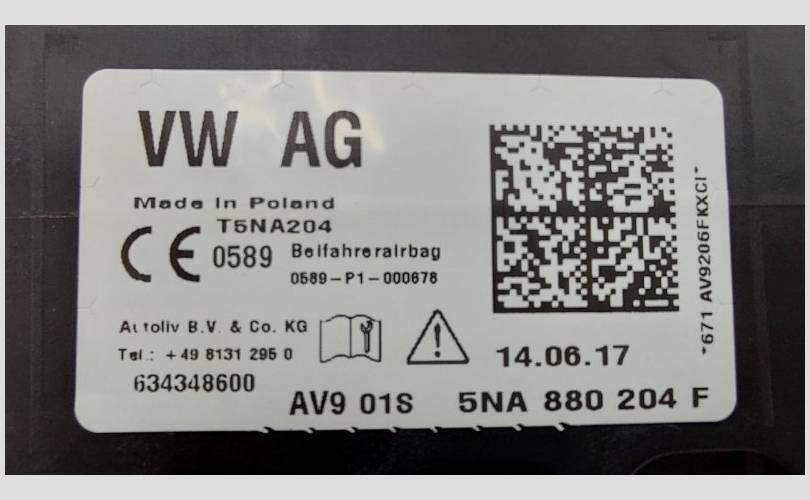 VW AG
Made In Poland
T5NA204
CE 0589 Beifahrerairbag
0589-P1-000678
Autoliv B.V. & Co. KG
Tel.: +49 8131 295 0
634348600
14.06.17
AV9 01S 5NA 880 204 F
*671 AV9206FKXCI*